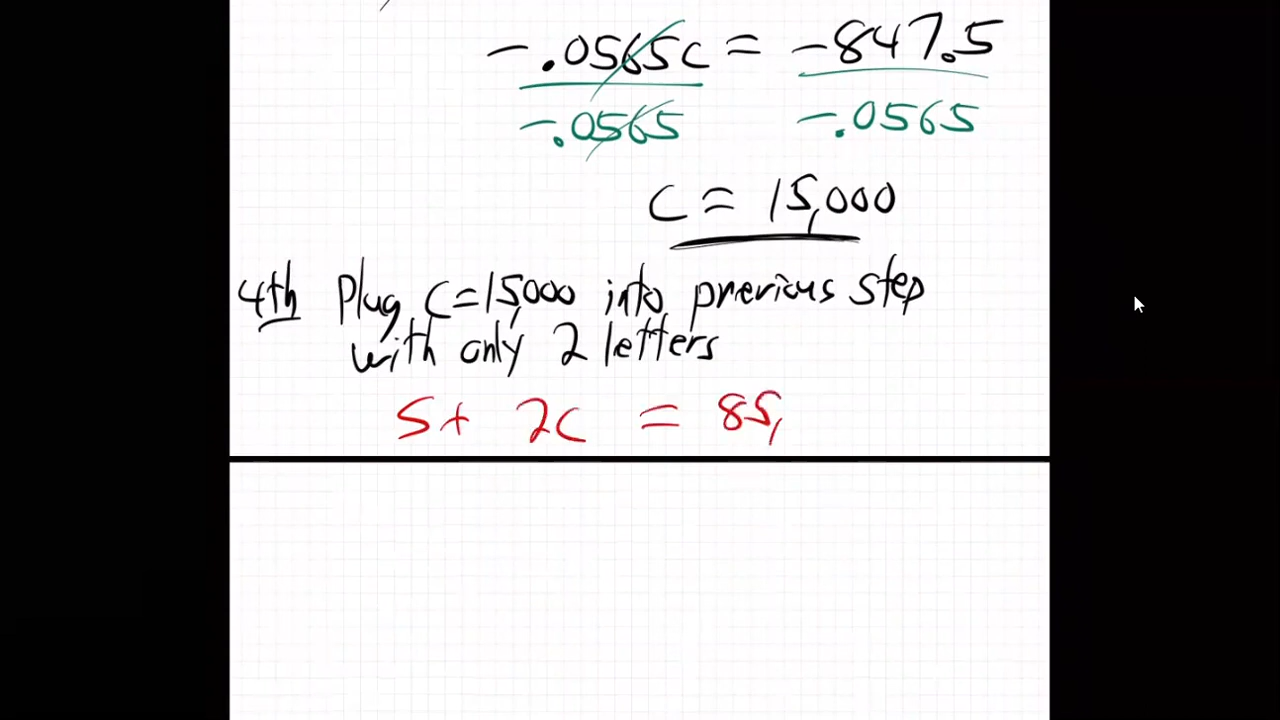 -.0565c = -847.5
-.0565 -.0565
c = 15,000
4th Plug c=15,000 into previous step
with only 2 letters
S+ 2c = 85,